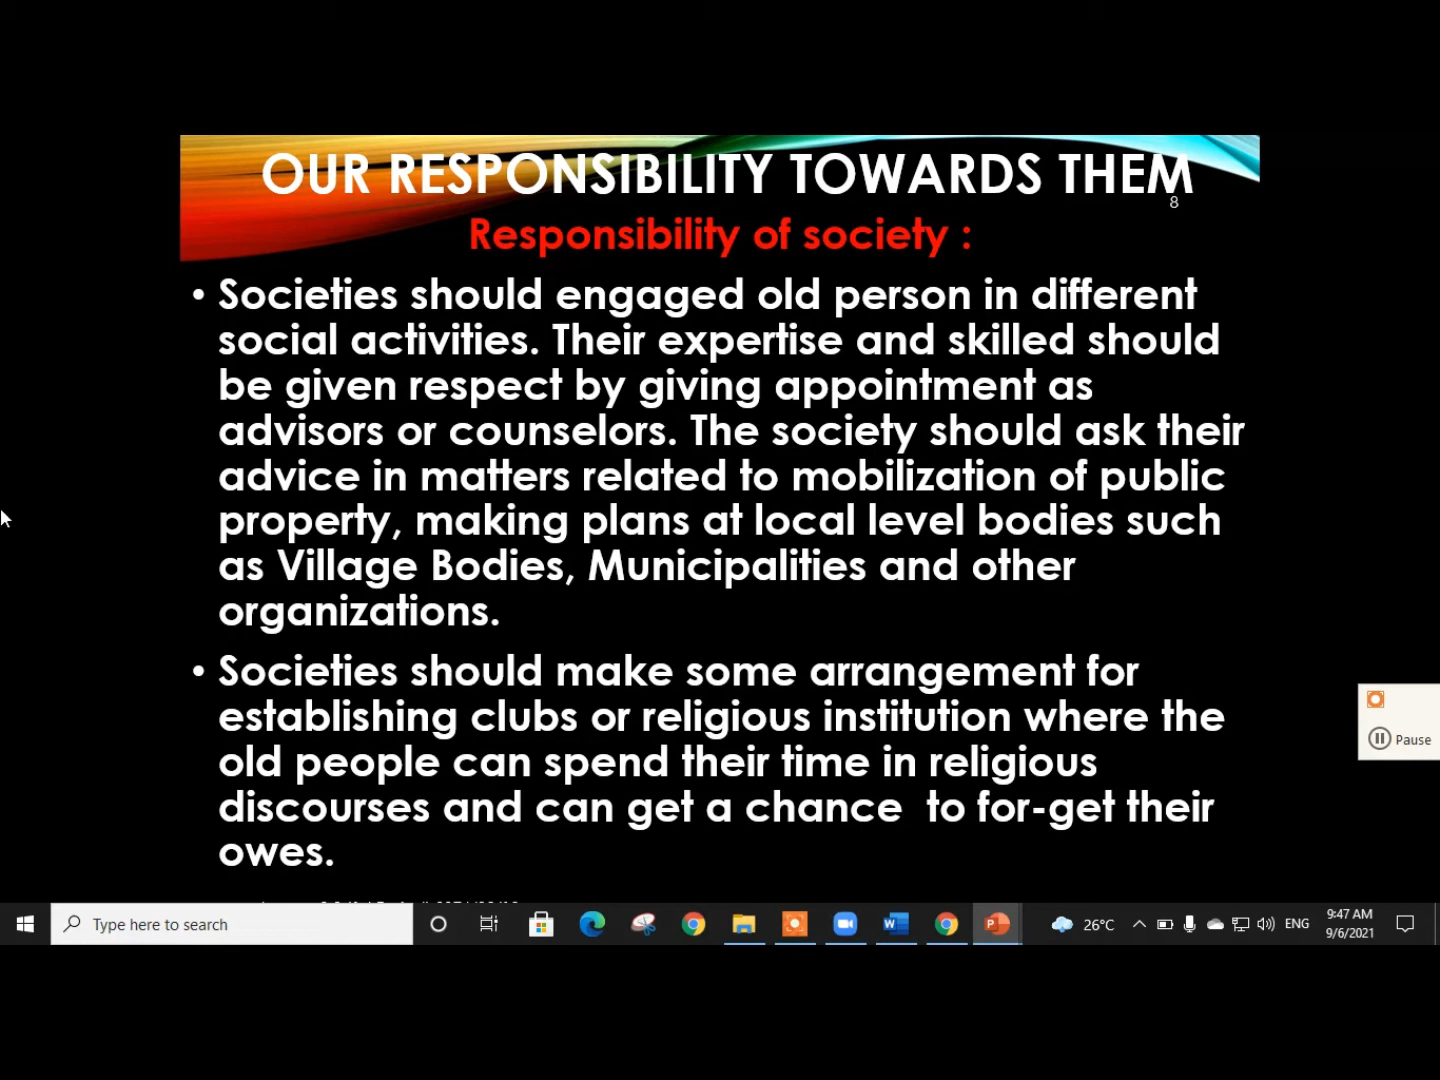 OUR RESPONSIBILITY TOWARDS THEM
8
Responsibility of society :
• Societies should engaged old person in different
social activities. Their expertise and skilled should
be given respect by giving appointment as
advisors or counselors. The society should ask their
advice in matters related to mobilization of public
property, making plans at local level bodies such
as Village Bodies, Municipalities and other
organizations.
• Societies should make some arrangement for
establishing clubs or religious institution where the
old people can spend their time in religious
discourses and can get a chance to for-get their
owes.
Pause
Type here to search
26°C
ENG
9:47 AM
9/6/2021